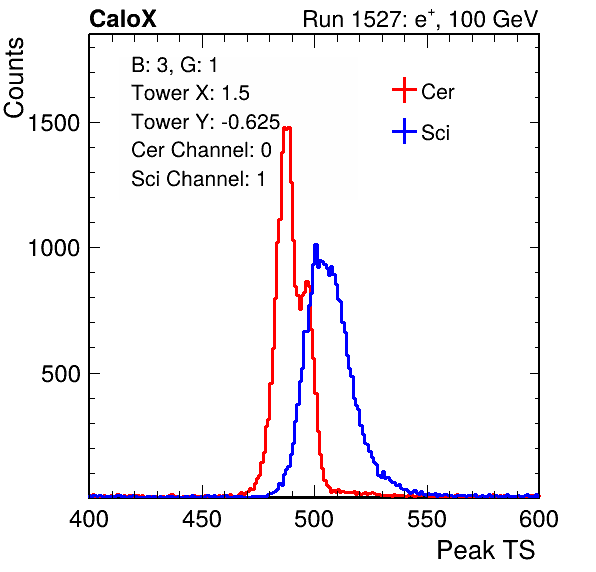 CaloX
Run 1527: e+, 100 GeV
Counts
B: 3, G: 1
Tower X: 1.5
Tower Y: -0.625
Cer Channel: 0
Sci Channel: 1
Cer
Sci
1500
1000
500
400 450 500 550 600
Peak TS